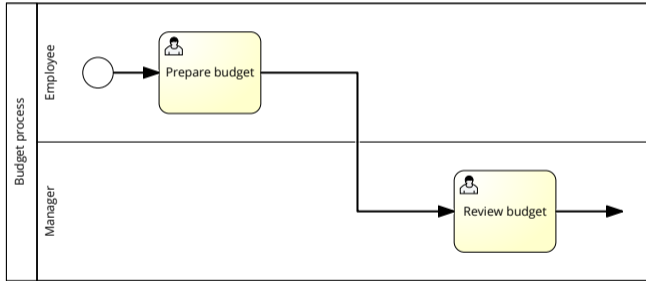 Budget process
Employee
Prepare budget
Manager
Review budget